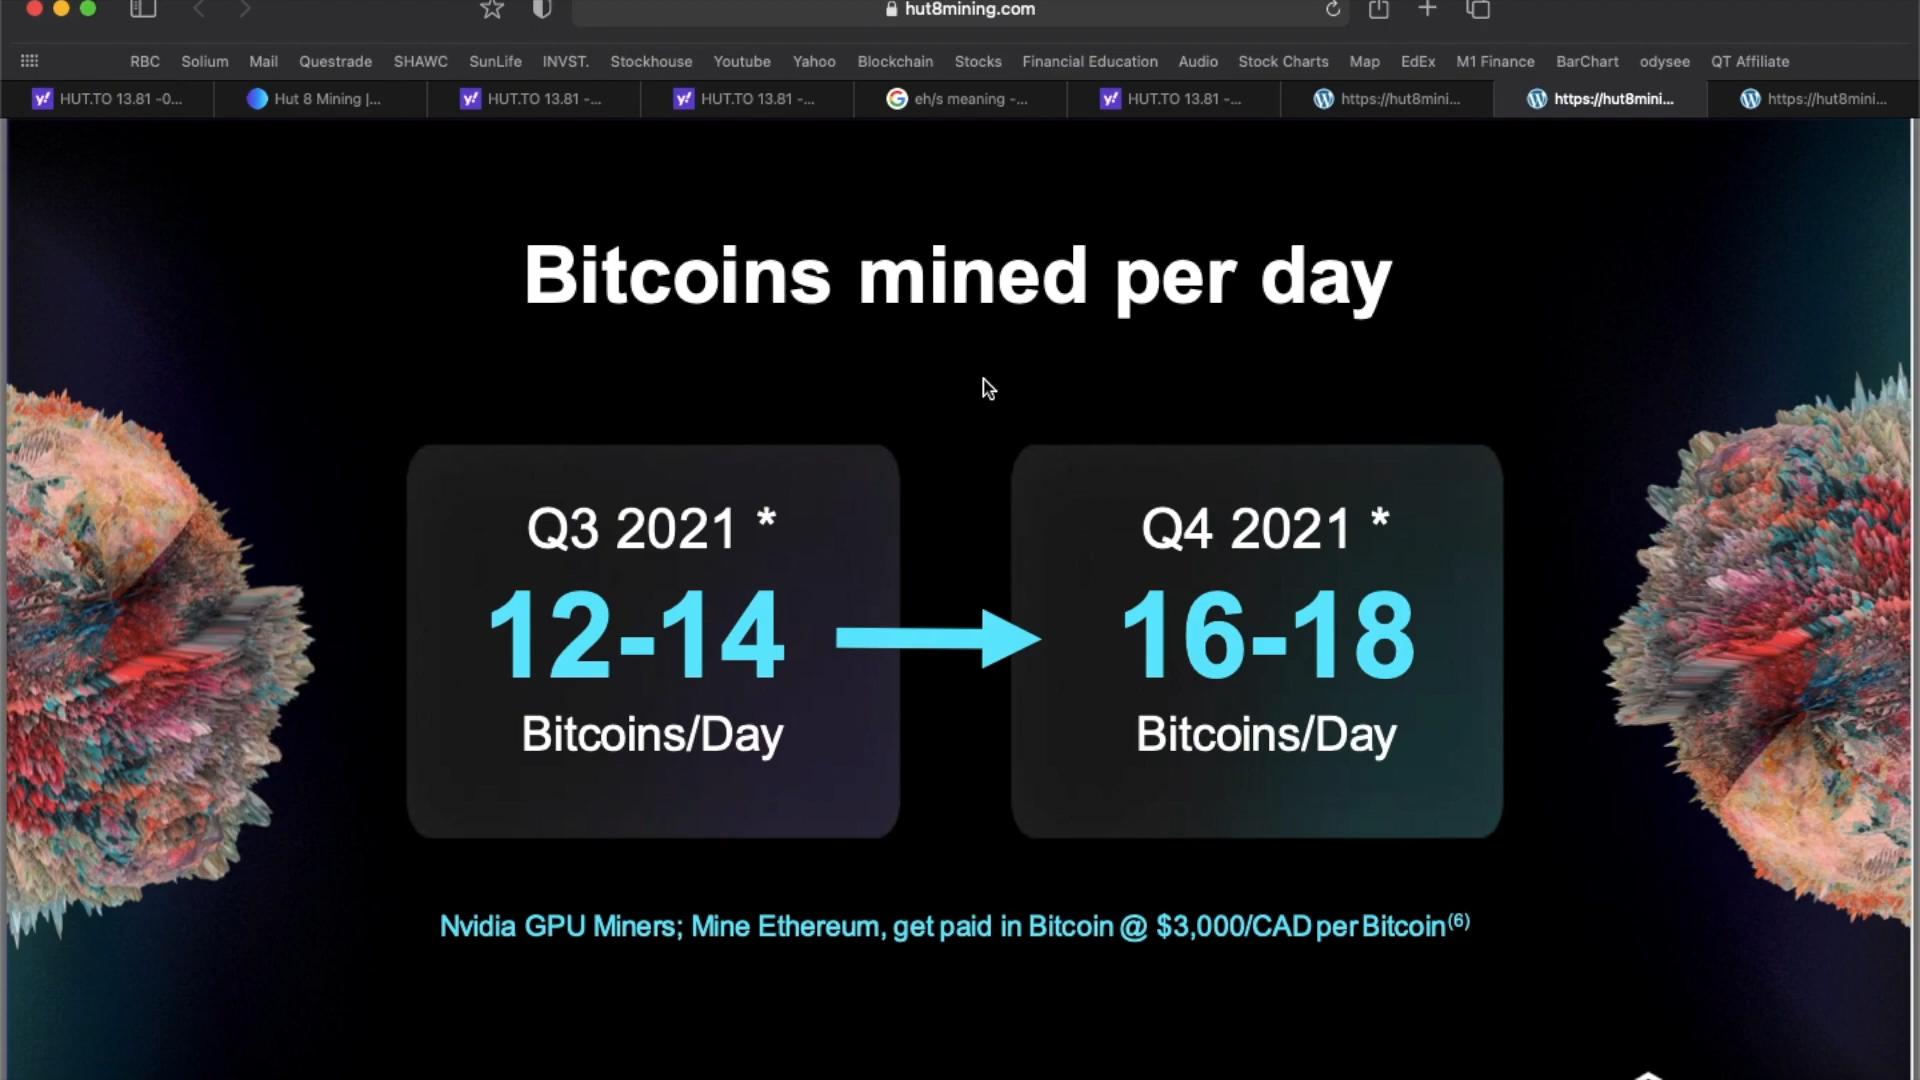 hut8mining.com
RBC Solium Mail Questrade SHAWC SunLife INVST. Stockhouse Youtube Yahoo Blockchain Stocks Financial Education Audio Stock Charts Map EdEx M1 Finance BarChart odysee QT Affiliate
HUT.TO 13.81 -0... Hut 8 Mining |... HUT.TO 13.81 -... HUT.TO 13.81 -... eh/s meaning -... HUT.TO 13.81 -... https://hut8mini... https://hut8mini... https://hut8mini...
Bitcoins mined per day
Q3 2021 *
12-14
Bitcoins/Day
Q4 2021 *
16-18
Bitcoins/Day
Nvidia GPU Miners; Mine Ethereum, get paid in Bitcoin @ $3,000/CAD per Bitcoin(6)